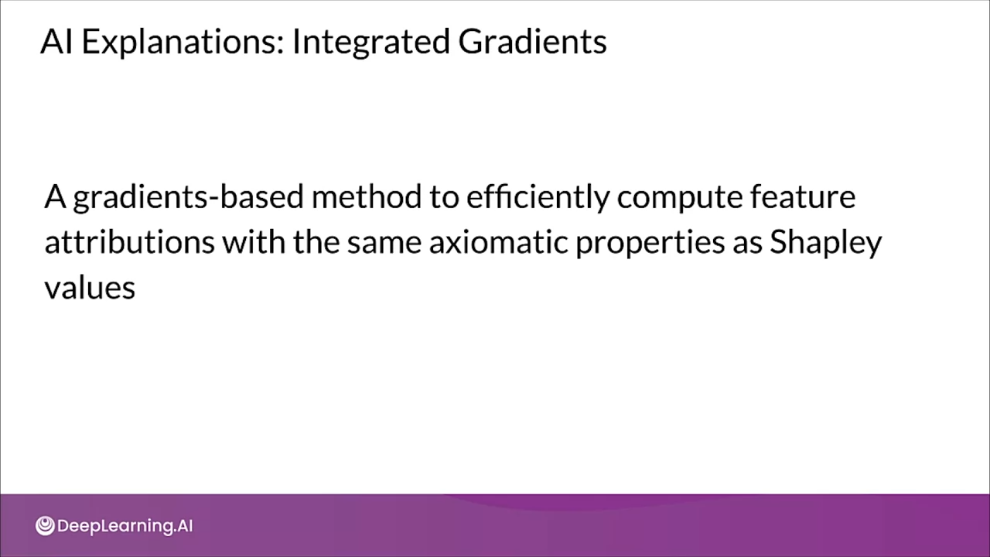 AI Explanations: Integrated Gradients
A gradients-based method to efficiently compute feature
attributions with the same axiomatic properties as Shapley
values
DeepLearning.AI